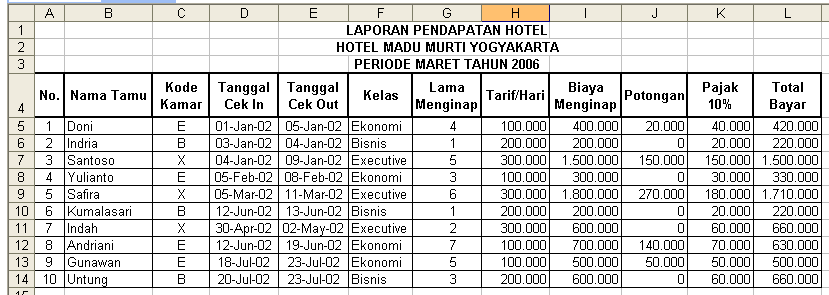 A B C D E F G H I J K L
1 LAPORAN PENDAPATAN HOTEL
2 HOTEL MADU MURTI YOGYAKARTA
3 PERIODE MARET TAHUN 2006
4 No. Nama Tamu Kode Kamar Tanggal Cek In Tanggal Cek Out Kelas Lama Menginap Tarif/Hari Biaya Menginap Potongan Pajak 10% Total Bayar
5 1 Doni E 01-Jan-02 05-Jan-02 Ekonomi 4 100.000 400.000 20.000 40.000 420.000
6 2 Indria B 03-Jan-02 04-Jan-02 Bisnis 1 200.000 200.000 0 20.000 220.000
7 3 Santoso X 04-Jan-02 09-Jan-02 Executive 5 300.000 1.500.000 150.000 150.000 1.500.000
8 4 Yulianto E 05-Feb-02 08-Feb-02 Ekonomi 3 100.000 300.000 0 30.000 330.000
9 5 Safira X 05-Mar-02 11-Mar-02 Executive 6 300.000 1.800.000 270.000 180.000 1.710.000
10 6 Kumalasari B 12-Jun-02 13-Jun-02 Bisnis 1 200.000 200.000 0 20.000 220.000
11 7 Indah X 30-Apr-02 02-May-02 Executive 2 300.000 600.000 0 60.000 660.000
12 8 Andriani E 12-Jun-02 19-Jun-02 Ekonomi 7 100.000 700.000 140.000 70.000 630.000
13 9 Gunawan E 18-Jul-02 23-Jul-02 Ekonomi 5 100.000 500.000 50.000 50.000 500.000
14 10 Untung B 20-Jul-02 23-Jul-02 Bisnis 3 200.000 600.000 0 60.000 660.000